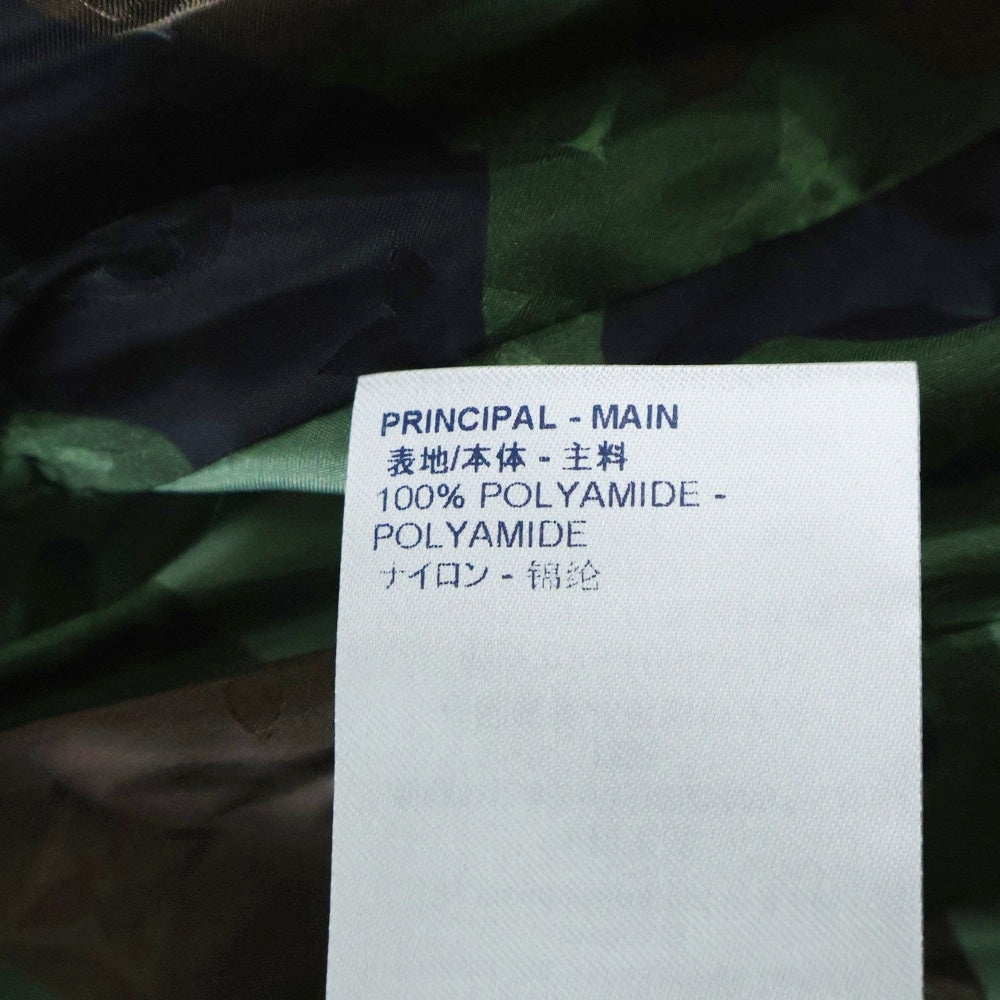 PRINCIPAL - MAIN
表地/本体 - 主料
100% POLYAMIDE -
POLYAMIDE
ナイロン - 锦纶